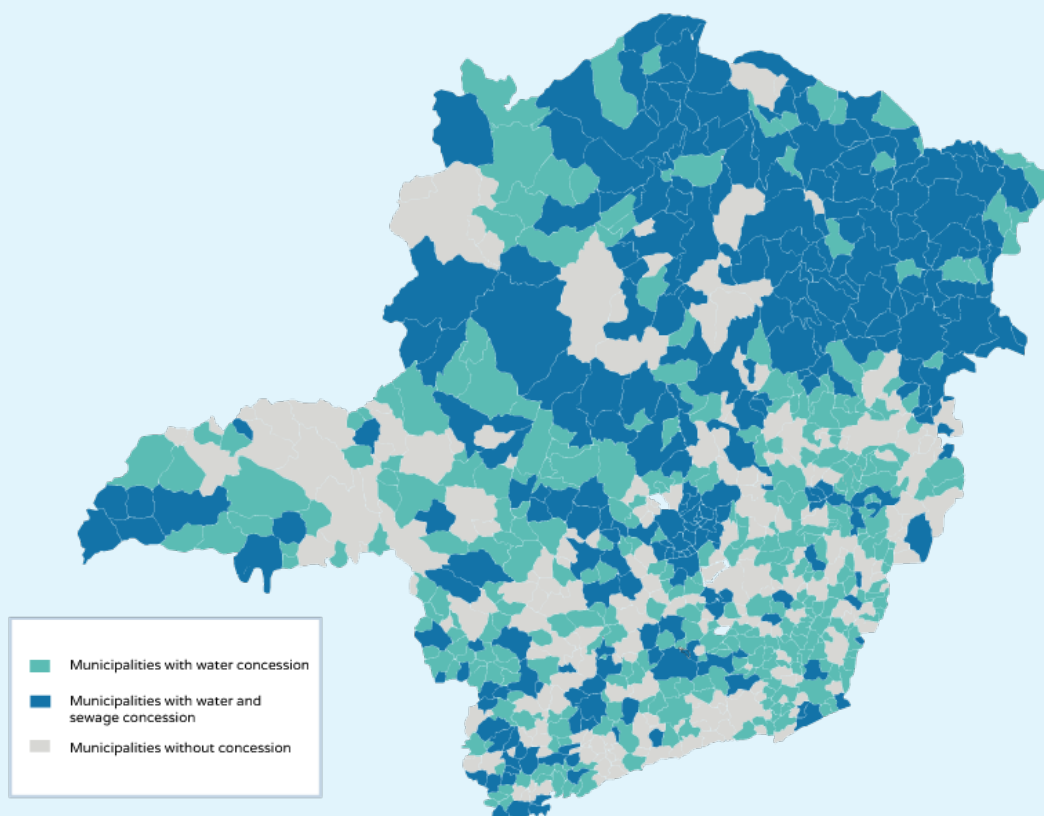 Municipalities with water concession
Municipalities with water and
sewage concession
Municipalities without concession